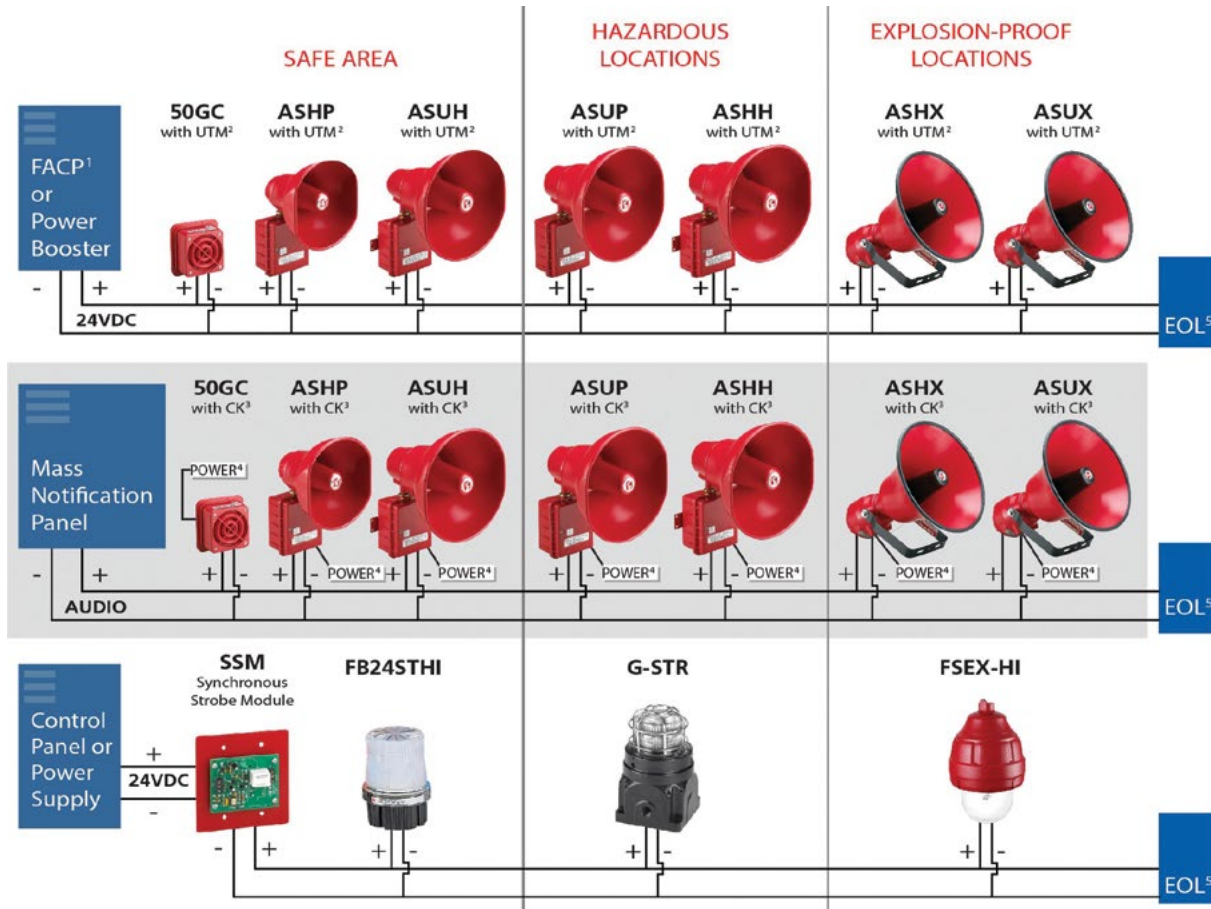 SAFE AREA
HAZARDOUS
LOCATIONS
EXPLOSION-PROOF
LOCATIONS
FACP¹
or
Power
Booster
50GC
with UTM²
ASHP
with UTM²
ASUH
with UTM²
ASUP
with UTM²
ASHH
with UTM²
ASHX
with UTM²
ASUX
with UTM²
- +
+ - + - + - + - + - + - + -
24VDC
EOL⁵
Mass
Notification
Panel
50GC
with CK³
ASHP
with CK³
ASUH
with CK³
ASUP
with CK³
ASHH
with CK³
ASHX
with CK³
ASUX
with CK³
POWER⁴
POWER⁴
POWER⁴
POWER⁴
POWER⁴
POWER⁴
POWER⁴
- +
+ - + - + - + - + - + - + -
AUDIO
EOL⁵
Control
Panel or
Power
Supply
+
24VDC
-
SSM
Synchronous
Strobe Module
FB24STHI
G-STR
FSEX-HI
- + + - + - + -
EOL⁵